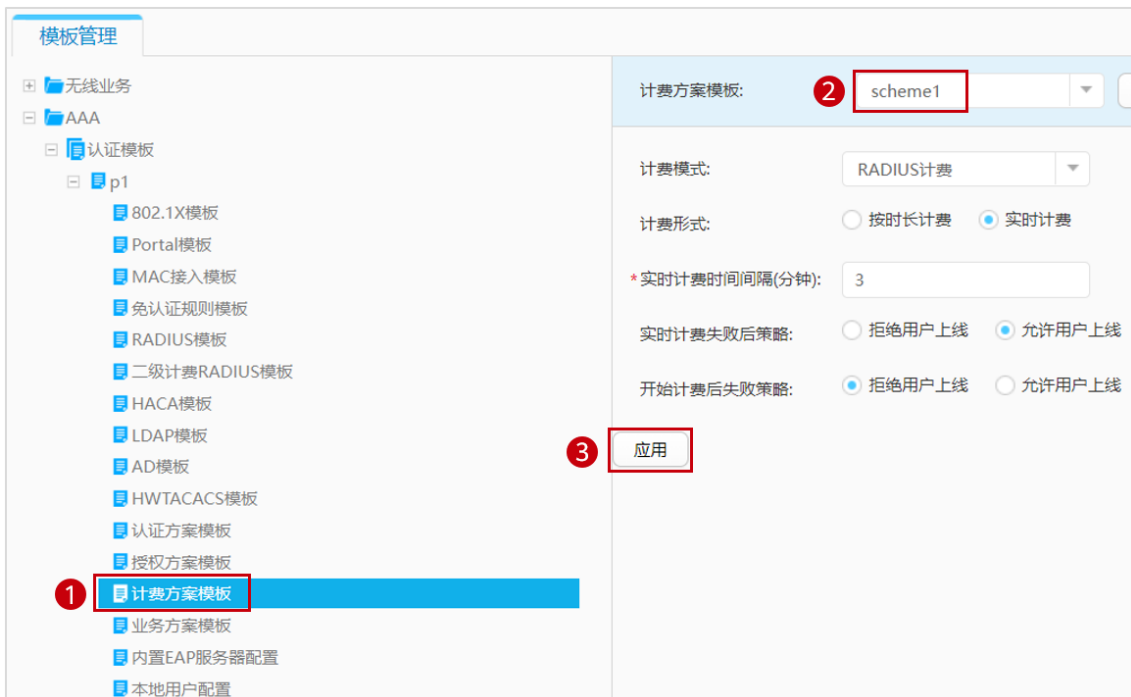 模板管理
无线业务
AAA
认证模板
p1
802.1X模板
Portal模板
MAC接入模板
免认证规则模板
RADIUS模板
二级计费RADIUS模板
HACA模板
LDAP模板
AD模板
HWTACACS模板
认证方案模板
授权方案模板
1 计费方案模板
业务方案模板
内置EAP服务器配置
本地用户配置
计费方案模板: 2 scheme1
计费模式: RADIUS计费
计费形式: 按时长计费 实时计费
*实时计费时间间隔(分钟): 3
实时计费失败后策略: 拒绝用户上线 允许用户上线
开始计费后失败策略: 拒绝用户上线 允许用户上线
3 应用